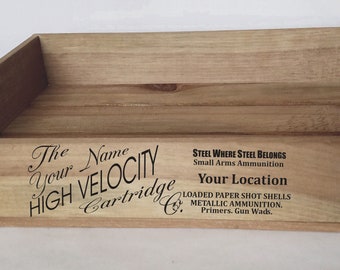 The
Your Name
HIGH VELOCITY
Cartridge
Co.
STEEL WHERE STEEL BELONGS
Small Arms Ammunition
Your Location
LOADED PAPER SHOT SHELLS
METALLIC AMMUNITION.
Primers. Gun Wads.